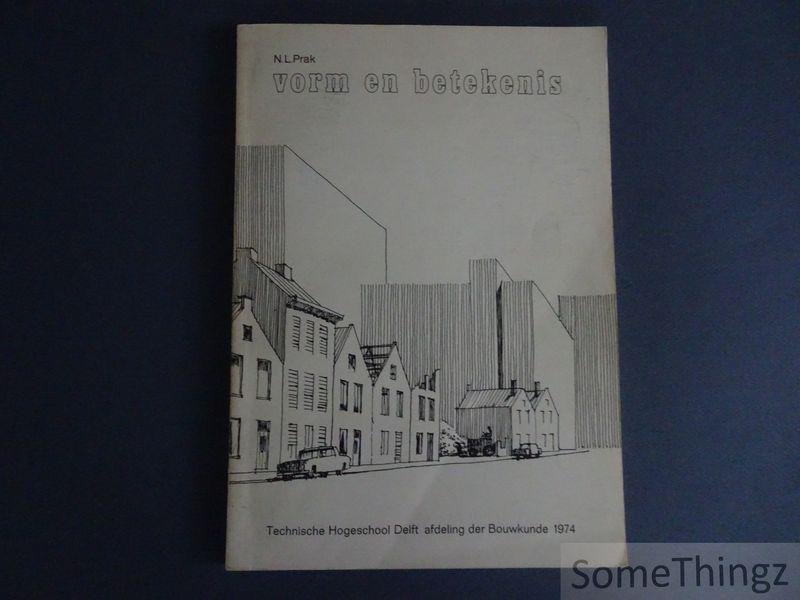 N.L.Prak
vorm en betekenis
Technische Hogeschool Delft afdeling der Bouwkunde 1974
SomeThingz